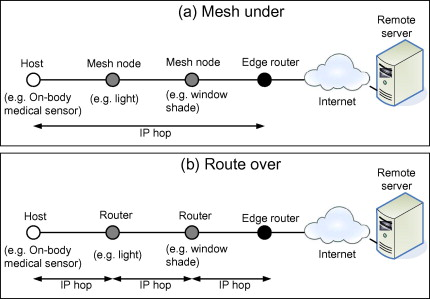 (a) Mesh under
Remote
server
Host
Mesh node
Mesh node
Edge router
(e.g. On-body
medical sensor)
(e.g. light)
(e.g. window
shade)
Internet
IP hop
(b) Route over
Remote
server
Host
Router
Router
Edge router
(e.g. On-body
medical sensor)
(e.g. light)
(e.g. window
shade)
Internet
IP hop
IP hop
IP hop